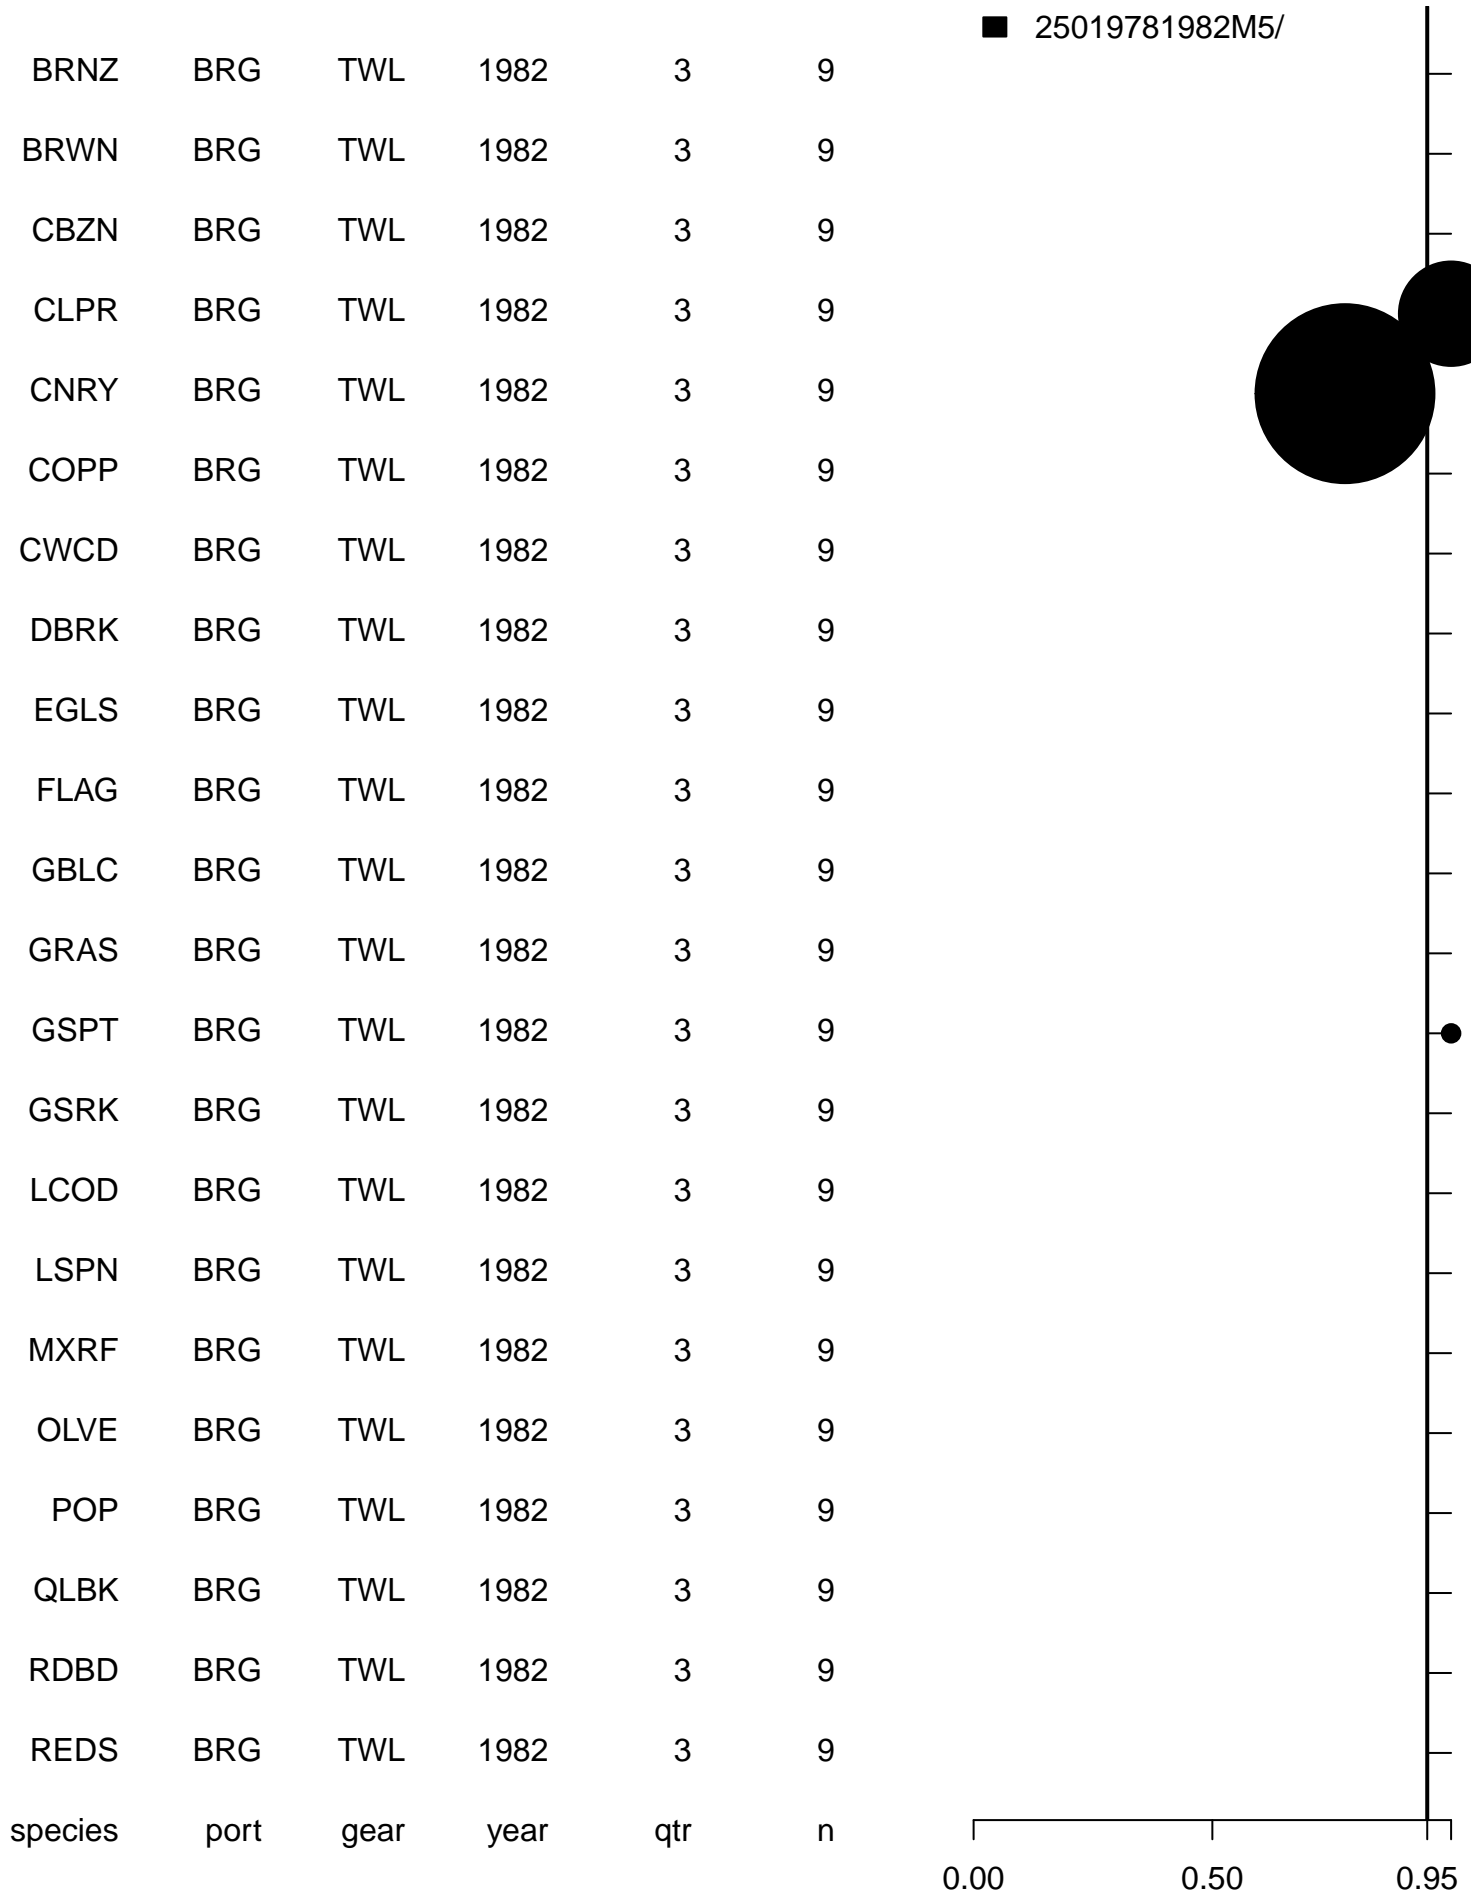 25019781982M5/
BRNZ BRG TWL 1982 3 9
BRWN BRG TWL 1982 3 9
CBZN BRG TWL 1982 3 9
CLPR BRG TWL 1982 3 9
CNRY BRG TWL 1982 3 9
COPP BRG TWL 1982 3 9
CWCD BRG TWL 1982 3 9
DBRK BRG TWL 1982 3 9
EGLS BRG TWL 1982 3 9
FLAG BRG TWL 1982 3 9
GBLC BRG TWL 1982 3 9
GRAS BRG TWL 1982 3 9
GSPT BRG TWL 1982 3 9
GSRK BRG TWL 1982 3 9
LCOD BRG TWL 1982 3 9
LSPN BRG TWL 1982 3 9
MXRF BRG TWL 1982 3 9
OLVE BRG TWL 1982 3 9
POP BRG TWL 1982 3 9
QLBK BRG TWL 1982 3 9
RDBD BRG TWL 1982 3 9
REDS BRG TWL 1982 3 9
species port gear year qtr n
0.00 0.50 0.95